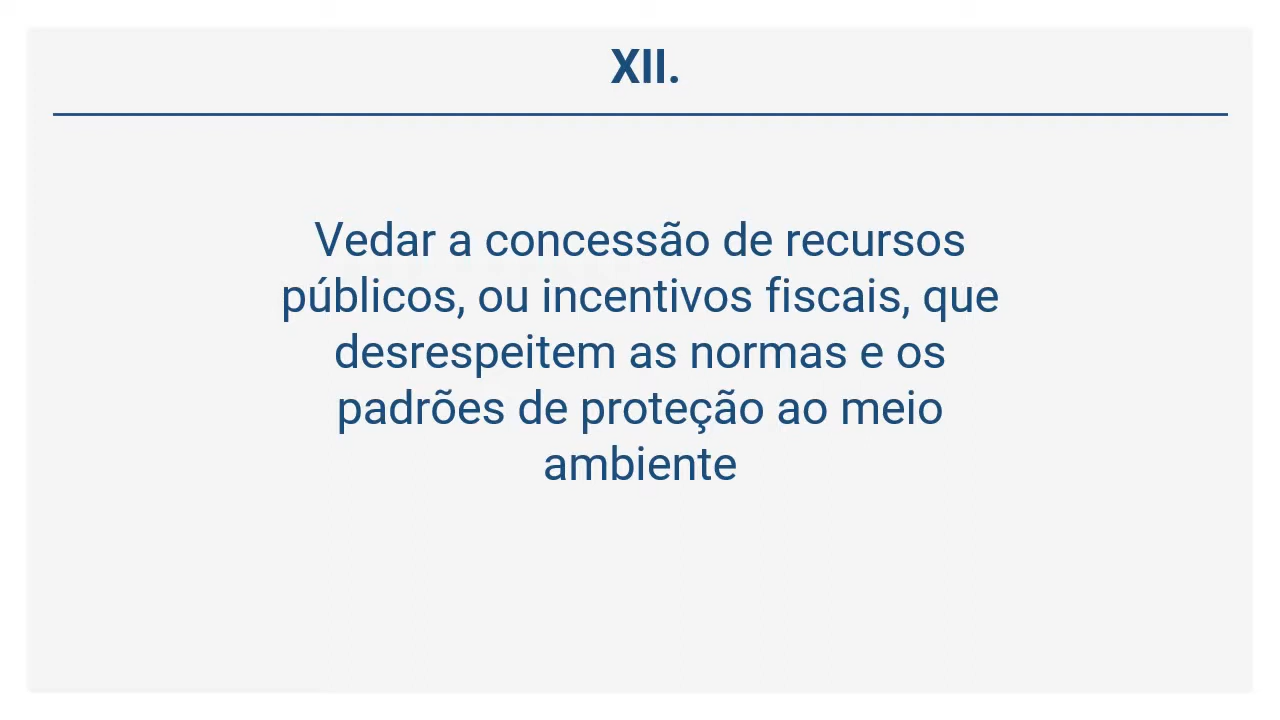 XII.
Vedar a concessão de recursos
públicos, ou incentivos fiscais, que
desrespeitem as normas e os
padrões de proteção ao meio
ambiente